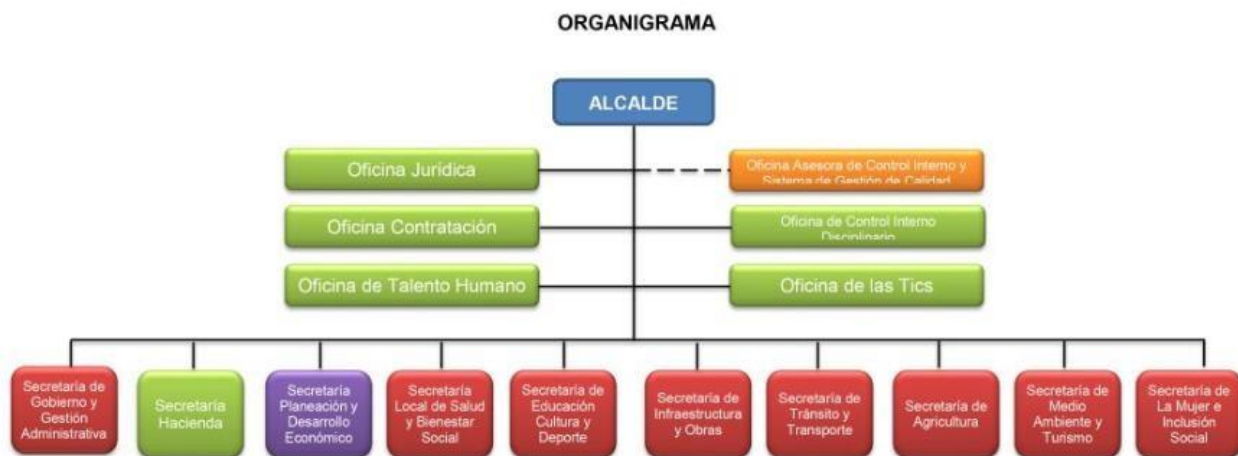 ORGANIGRAMA
ALCALDE
Oficina Jurídica
Oficina Asesora de Control Interno y
Sistema de Gestión de Calidad
Oficina Contratación
Oficina de Control Interno
Disciplinario
Oficina de Talento Humano
Oficina de las Tics
Secretaría de
Gobierno y
Gestión
Administrativa
Secretaría
Hacienda
Secretaría
Planeación y
Desarrollo
Económico
Secretaría
Local de Salud
y Bienestar
Social
Secretaría de
Educación
Cultura y
Deporte
Secretaría de
Infraestructura
y Obras
Secretaría de
Tránsito y
Transporte
Secretaría de
Agricultura
Secretaría de
Medio
Ambiente y
Turismo
Secretaría de
La Mujer e
Inclusión
Social